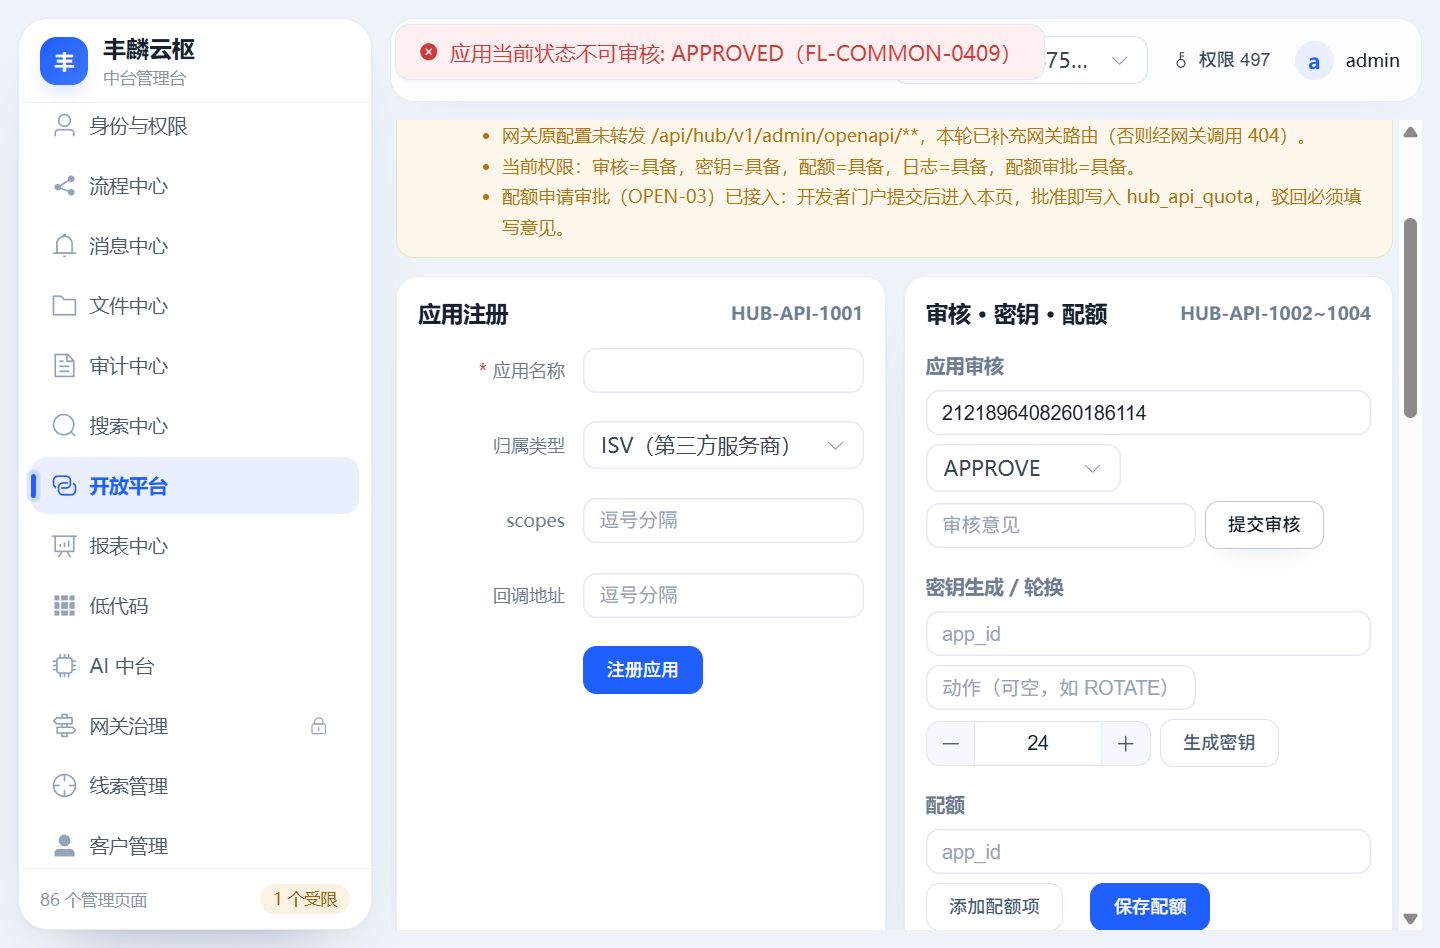 丰
丰麟云枢
中台管理台
身份与权限
流程中心
消息中心
文件中心
审计中心
搜索中心
开放平台
报表中心
低代码
AI 中台
网关治理
线索管理
客户管理
86 个管理页面
1 个受限
应用当前状态不可审核: APPROVED（FL-COMMON-0409）
75...
权限 497
a
admin
网关原配置未转发 /api/hub/v1/admin/openapi/**，本轮已补充网关路由（否则经网关调用 404）。
当前权限：审核=具备，密钥=具备，配额=具备，日志=具备，配额审批=具备。
配额申请审批（OPEN-03）已接入：开发者门户提交后进入本页，批准即写入 hub_api_quota，驳回必须填
写意见。
应用注册
HUB-API-1001
* 应用名称
归属类型
ISV（第三方服务商）
scopes
逗号分隔
回调地址
逗号分隔
注册应用
审核 · 密钥 · 配额
HUB-API-1002~1004
应用审核
2121896408260186114
APPROVE
审核意见
提交审核
密钥生成 / 轮换
app_id
动作（可空，如 ROTATE）
24
生成密钥
配额
app_id
添加配额项
保存配额